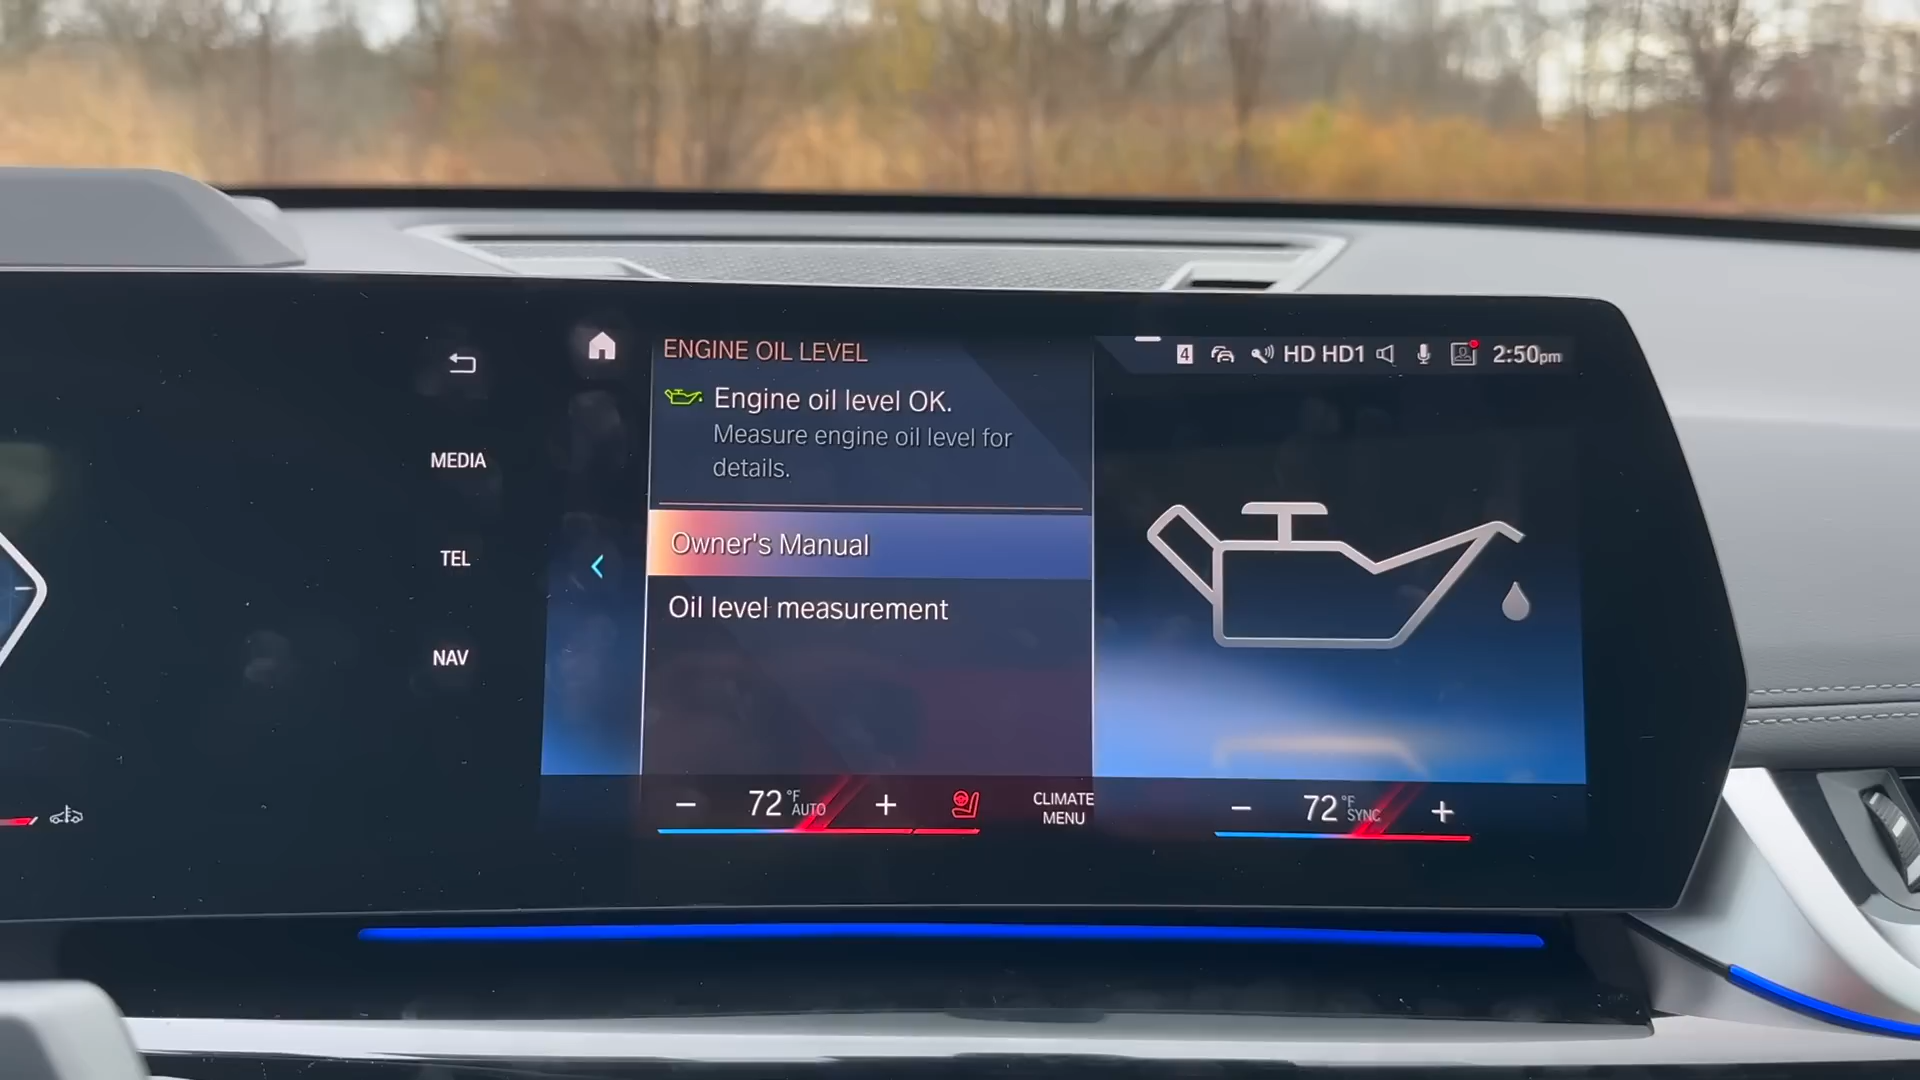 ENGINE OIL LEVEL
4 HD HD1 2:50pm
Engine oil level OK.
Measure engine oil level for
details.
MEDIA
Owner's Manual
TEL
Oil level measurement
NAV
− 72°F AUTO +
CLIMATE
MENU
− 72°F SYNC +